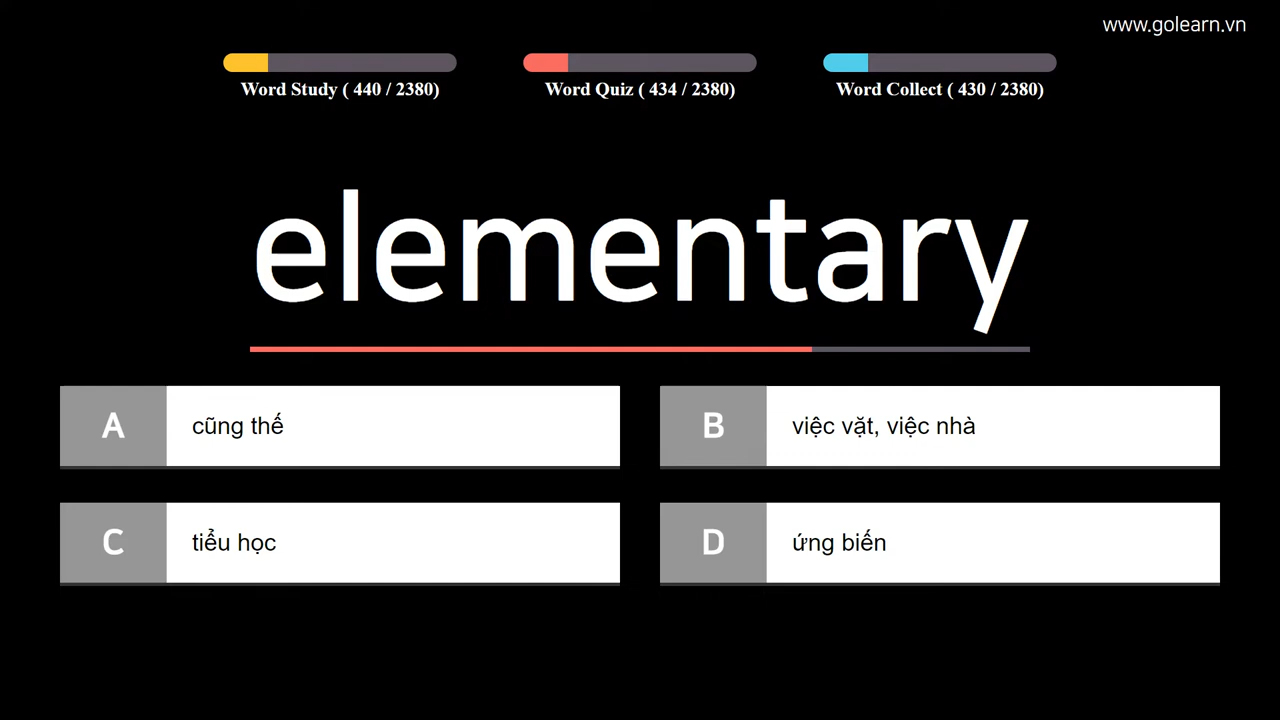 www.golearn.vn
Word Study ( 440 / 2380)
Word Quiz ( 434 / 2380)
Word Collect ( 430 / 2380)
elementary
A cũng thế
B việc vặt, việc nhà
C tiểu học
D ứng biến